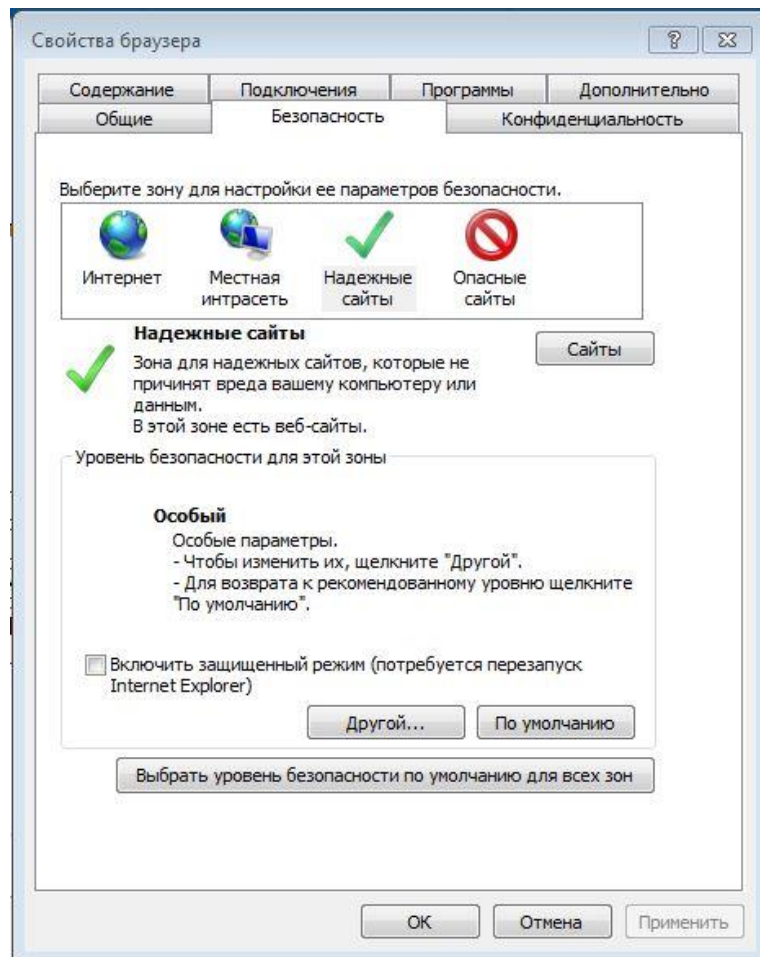 Свойства браузера
Содержание Подключения Программы Дополнительно
Общие Безопасность Конфиденциальность
Выберите зону для настройки ее параметров безопасности.
Интернет Местная интрасеть Надежные сайты Опасные сайты
Надежные сайты
Сайты
Зона для надежных сайтов, которые не
причинят вреда вашему компьютеру или
данным.
В этой зоне есть веб-сайты.
Уровень безопасности для этой зоны
Особый
Особые параметры.
- Чтобы изменить их, щелкните "Другой".
- Для возврата к рекомендованному уровню щелкните
"По умолчанию".
Включить защищенный режим (потребуется перезапуск
Internet Explorer)
Другой... По умолчанию
Выбрать уровень безопасности по умолчанию для всех зон
ОК Отмена Применить